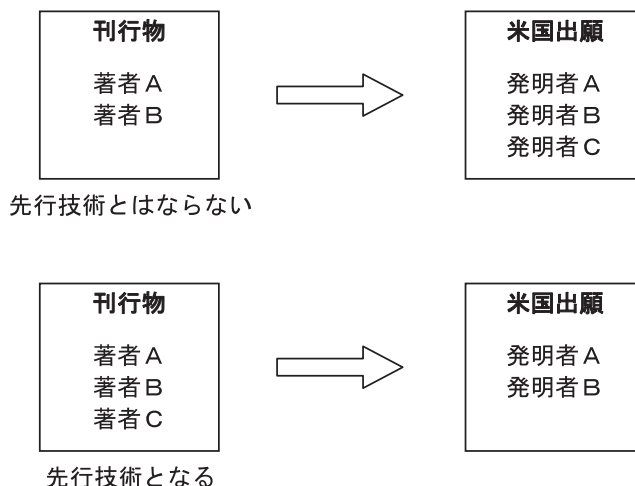 刊行物
著者A
著者B
先行技術とはならない
米国出願
発明者A
発明者B
発明者C
刊行物
著者A
著者B
著者C
先行技術となる
米国出願
発明者A
発明者B